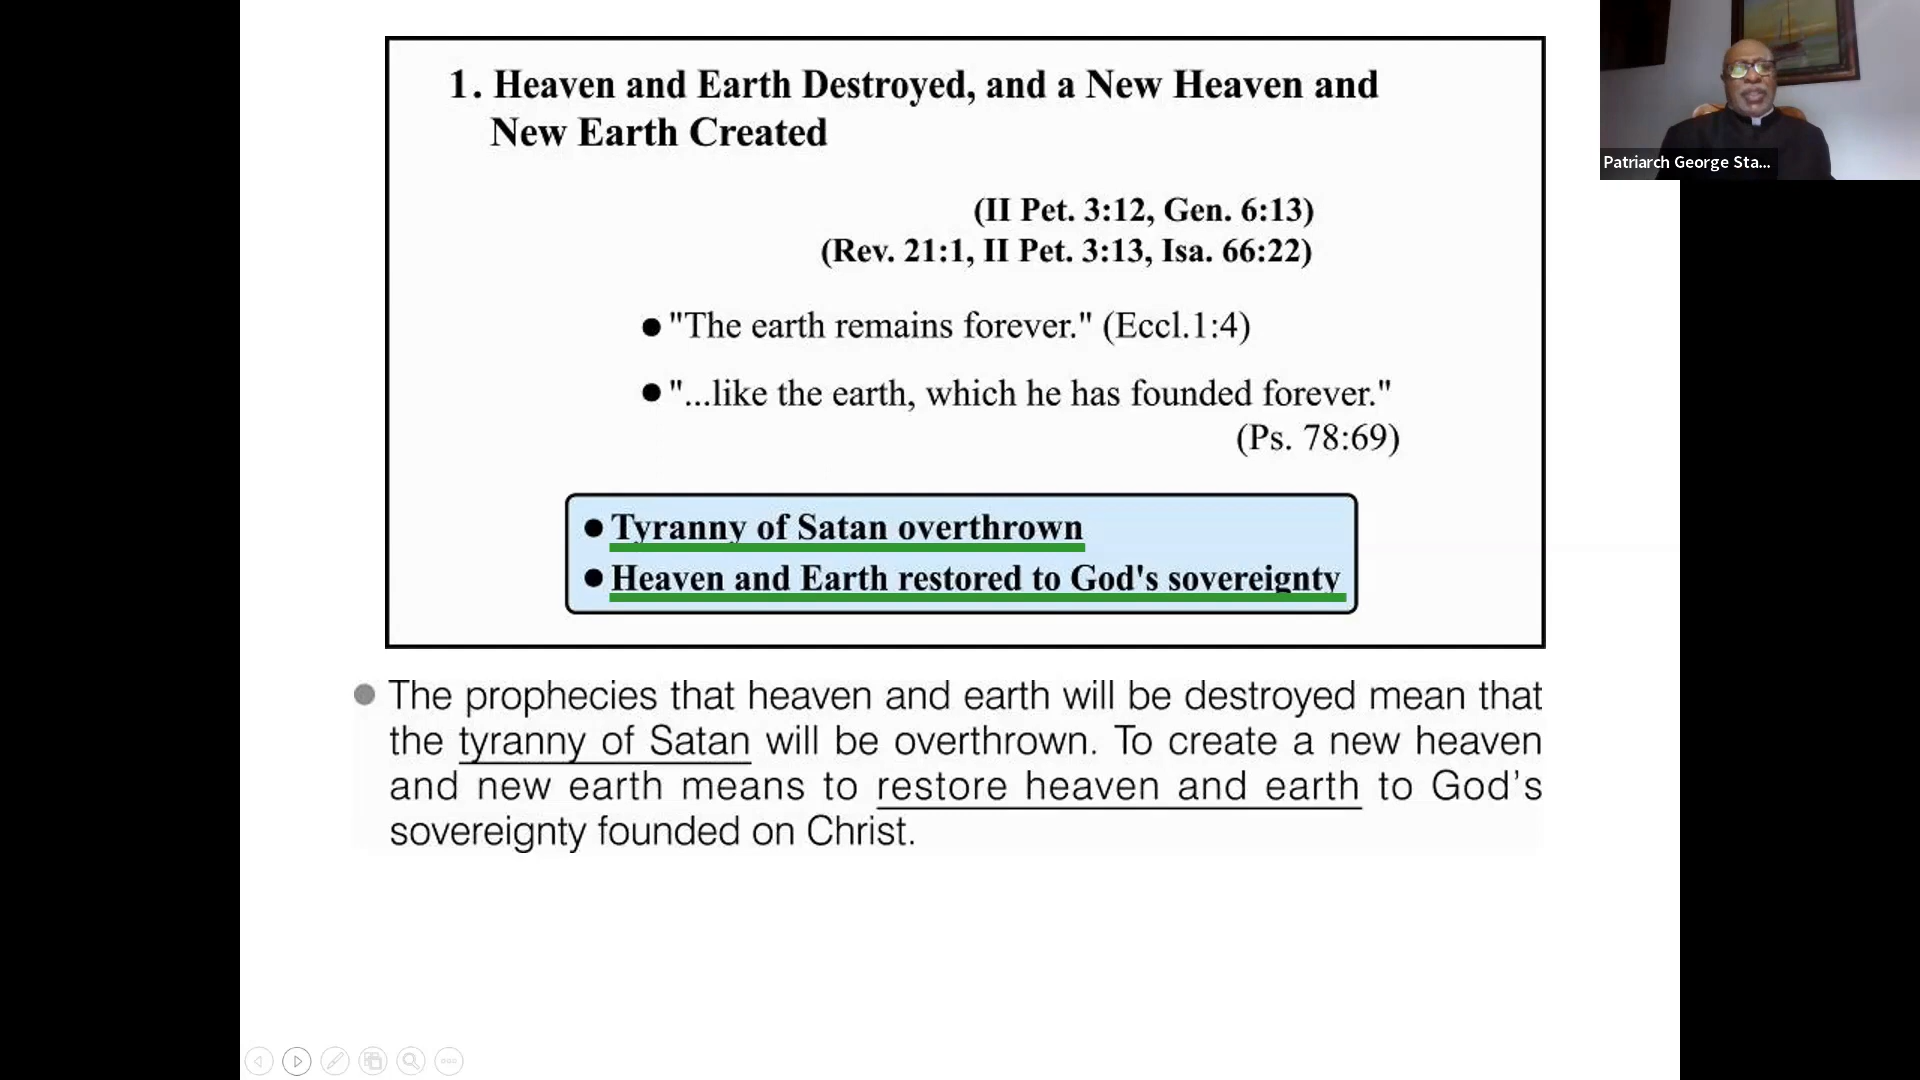 1. Heaven and Earth Destroyed, and a New Heaven and
New Earth Created
(II Pet. 3:12, Gen. 6:13)
(Rev. 21:1, II Pet. 3:13, Isa. 66:22)
● "The earth remains forever." (Eccl.1:4)
● "...like the earth, which he has founded forever."
(Ps. 78:69)
● Tyranny of Satan overthrown
● Heaven and Earth restored to God's sovereignty
● The prophecies that heaven and earth will be destroyed mean that
the tyranny of Satan will be overthrown. To create a new heaven
and new earth means to restore heaven and earth to God’s
sovereignty founded on Christ.
Patriarch George Sta...